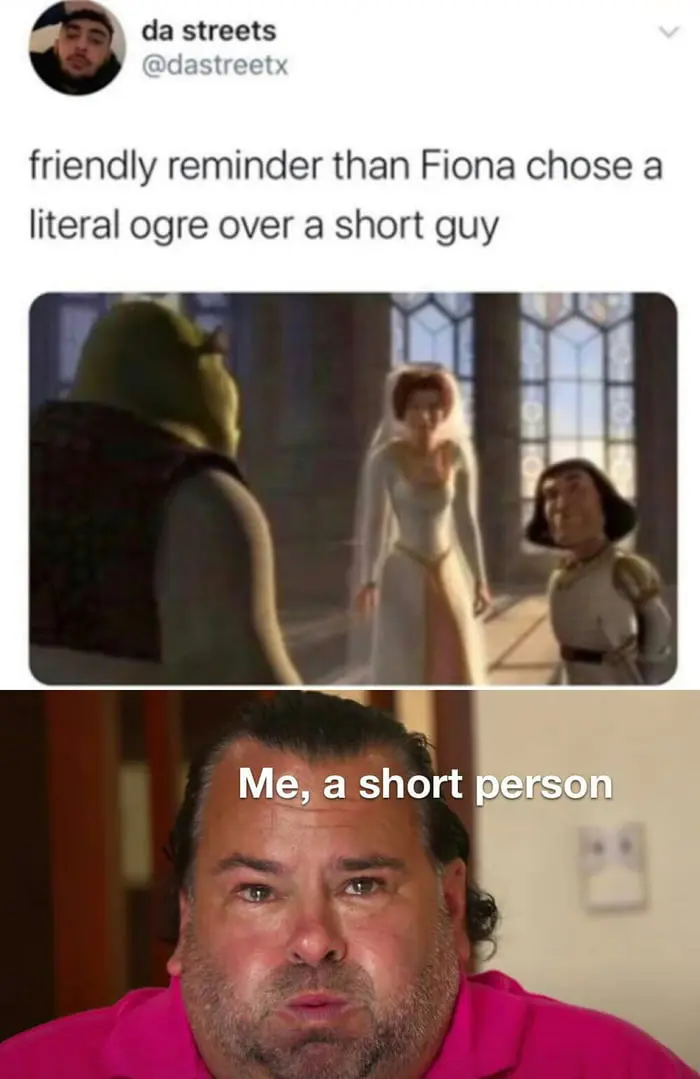 da streets
@dastreetx
friendly reminder than Fiona chose a
literal ogre over a short guy
Me, a short person